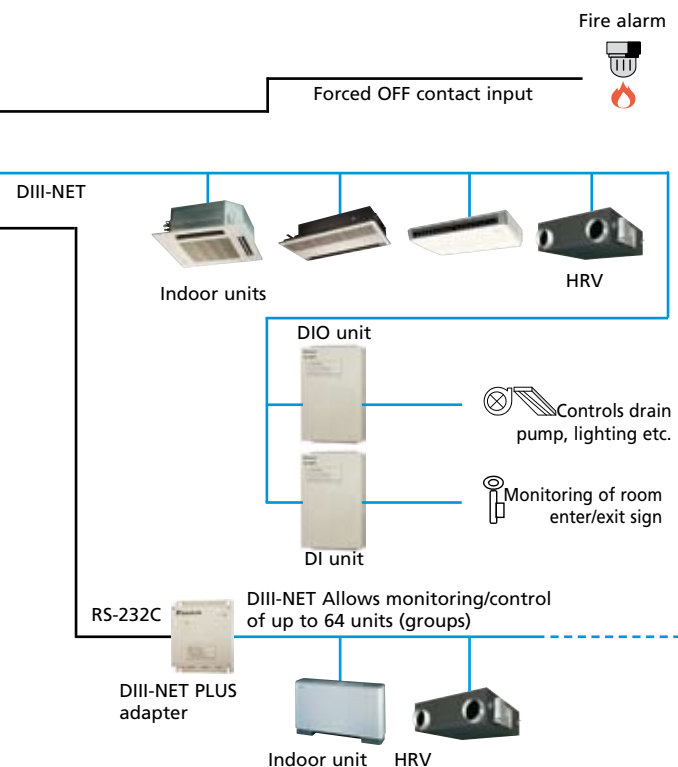 Fire alarm
Forced OFF contact input
DIII-NET
Indoor units
HRV
DIO unit
Controls drain
pump, lighting etc.
Monitoring of room
enter/exit sign
DI unit
RS-232C
DIII-NET Allows monitoring/control
of up to 64 units (groups)
DIII-NET PLUS
adapter
Indoor unit
HRV